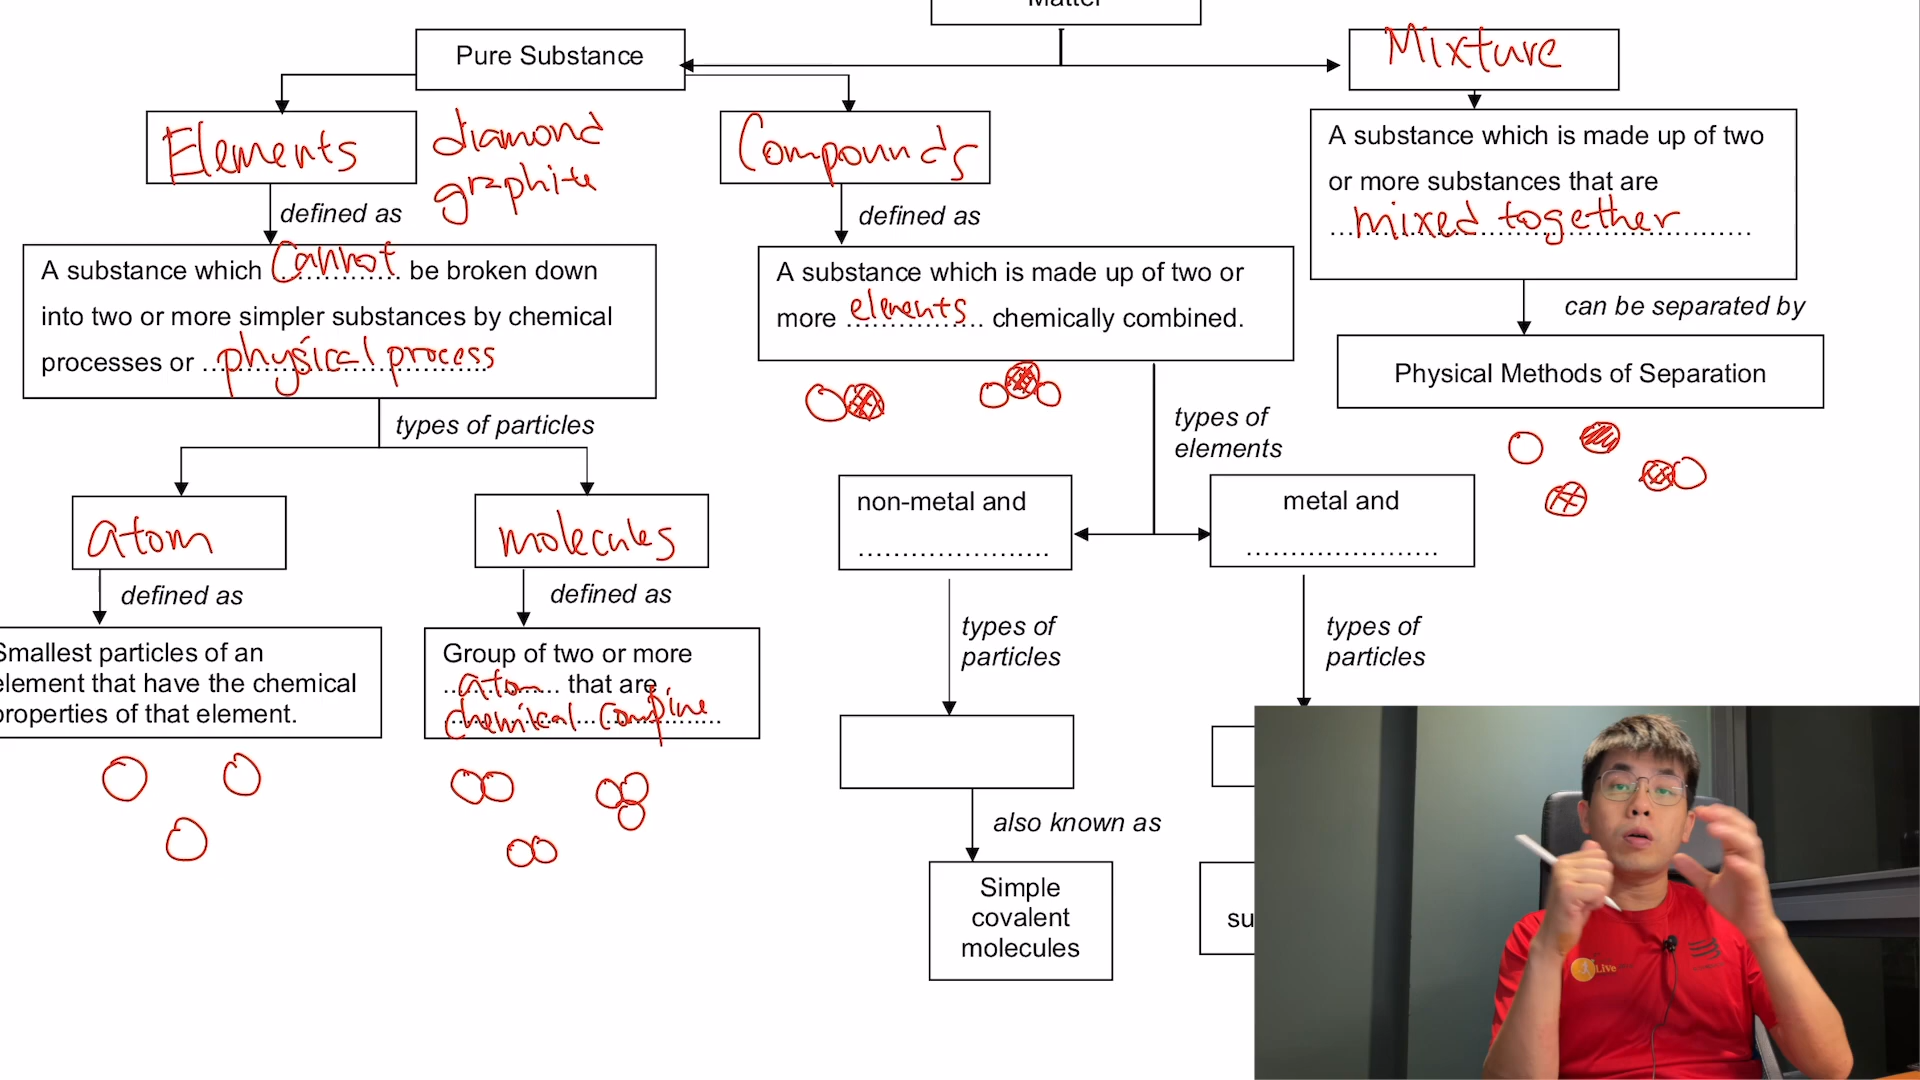 Matter
Pure Substance
Mixture
Elements
diamond
graphite
Compounds
A substance which is made up of two
or more substances that are
mixed together
defined as
defined as
A substance which cannot be broken down
into two or more simpler substances by chemical
processes or physical process
A substance which is made up of two or
more elements chemically combined.
can be separated by
Physical Methods of Separation
types of particles
types of
elements
atom
molecules
non-metal and
.....................
metal and
.....................
defined as
defined as
Smallest particles of an
element that have the chemical
properties of that element.
Group of two or more
atom that are
chemical compine
types of
particles
types of
particles
also known as
Simple
covalent
molecules
su
Live